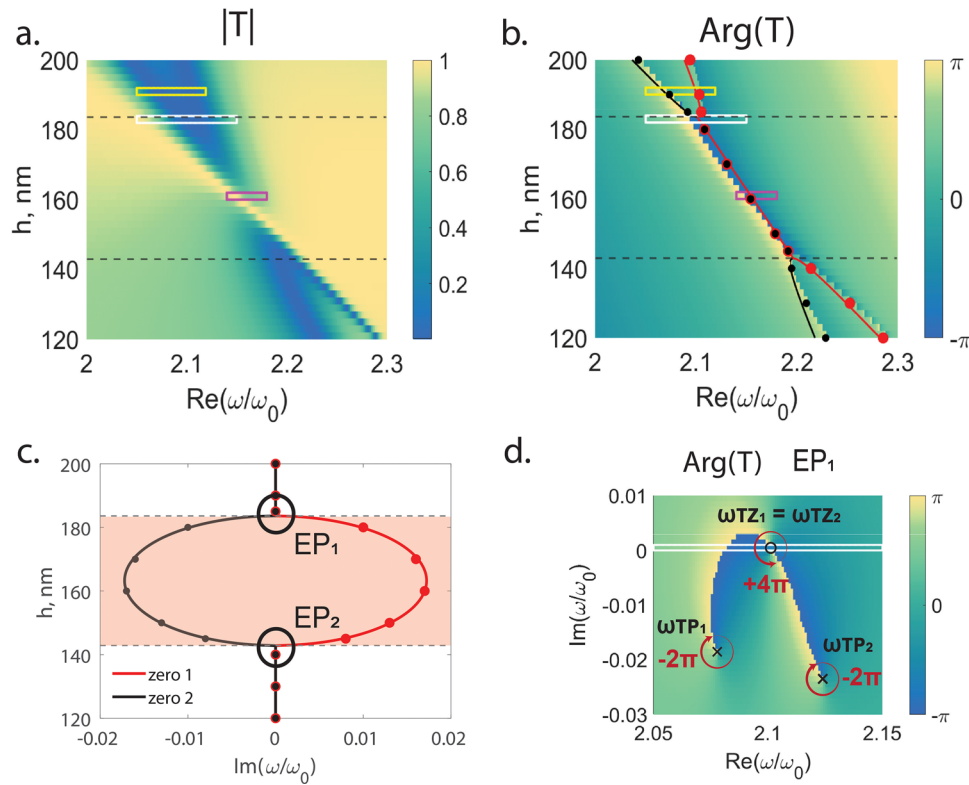 a.
|T|
h, nm
200
180
160
140
120
2
2.1
2.2
2.3
Re(ω/ω₀)
1
0.8
0.6
0.4
0.2
b.
Arg(T)
h, nm
200
180
160
140
120
2
2.1
2.2
2.3
Re(ω/ω₀)
π
0
-π
c.
h, nm
200
180
160
140
120
EP₁
EP₂
zero 1
zero 2
-0.02
-0.01
0
0.01
0.02
Im(ω/ω₀)
d.
Arg(T) EP₁
Im(ω/ω₀)
0.01
0
-0.01
-0.02
-0.03
ωTZ₁ = ωTZ₂
+4π
ωTP₁
-2π
ωTP₂
-2π
2.05
2.1
2.15
Re(ω/ω₀)
π
0
-π